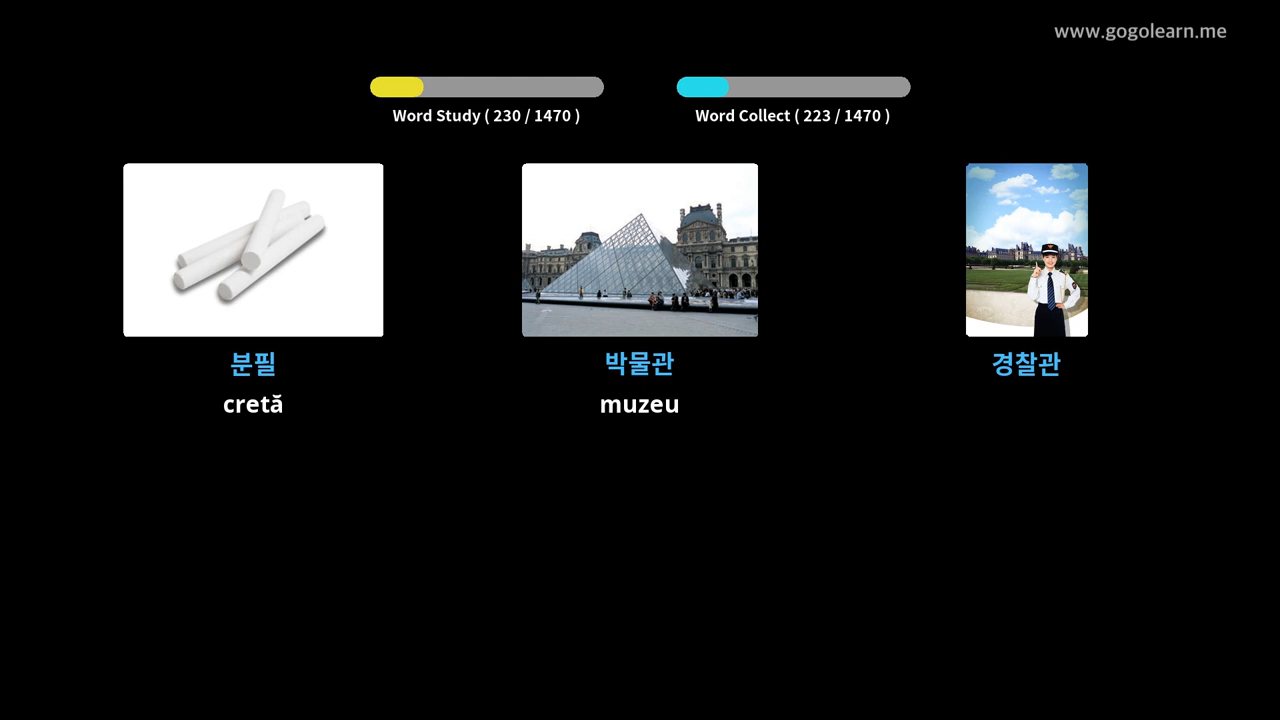 www.gogolearn.me
Word Study ( 230 / 1470 )
Word Collect ( 223 / 1470 )
분필
박물관
경찰관
cretă
muzeu